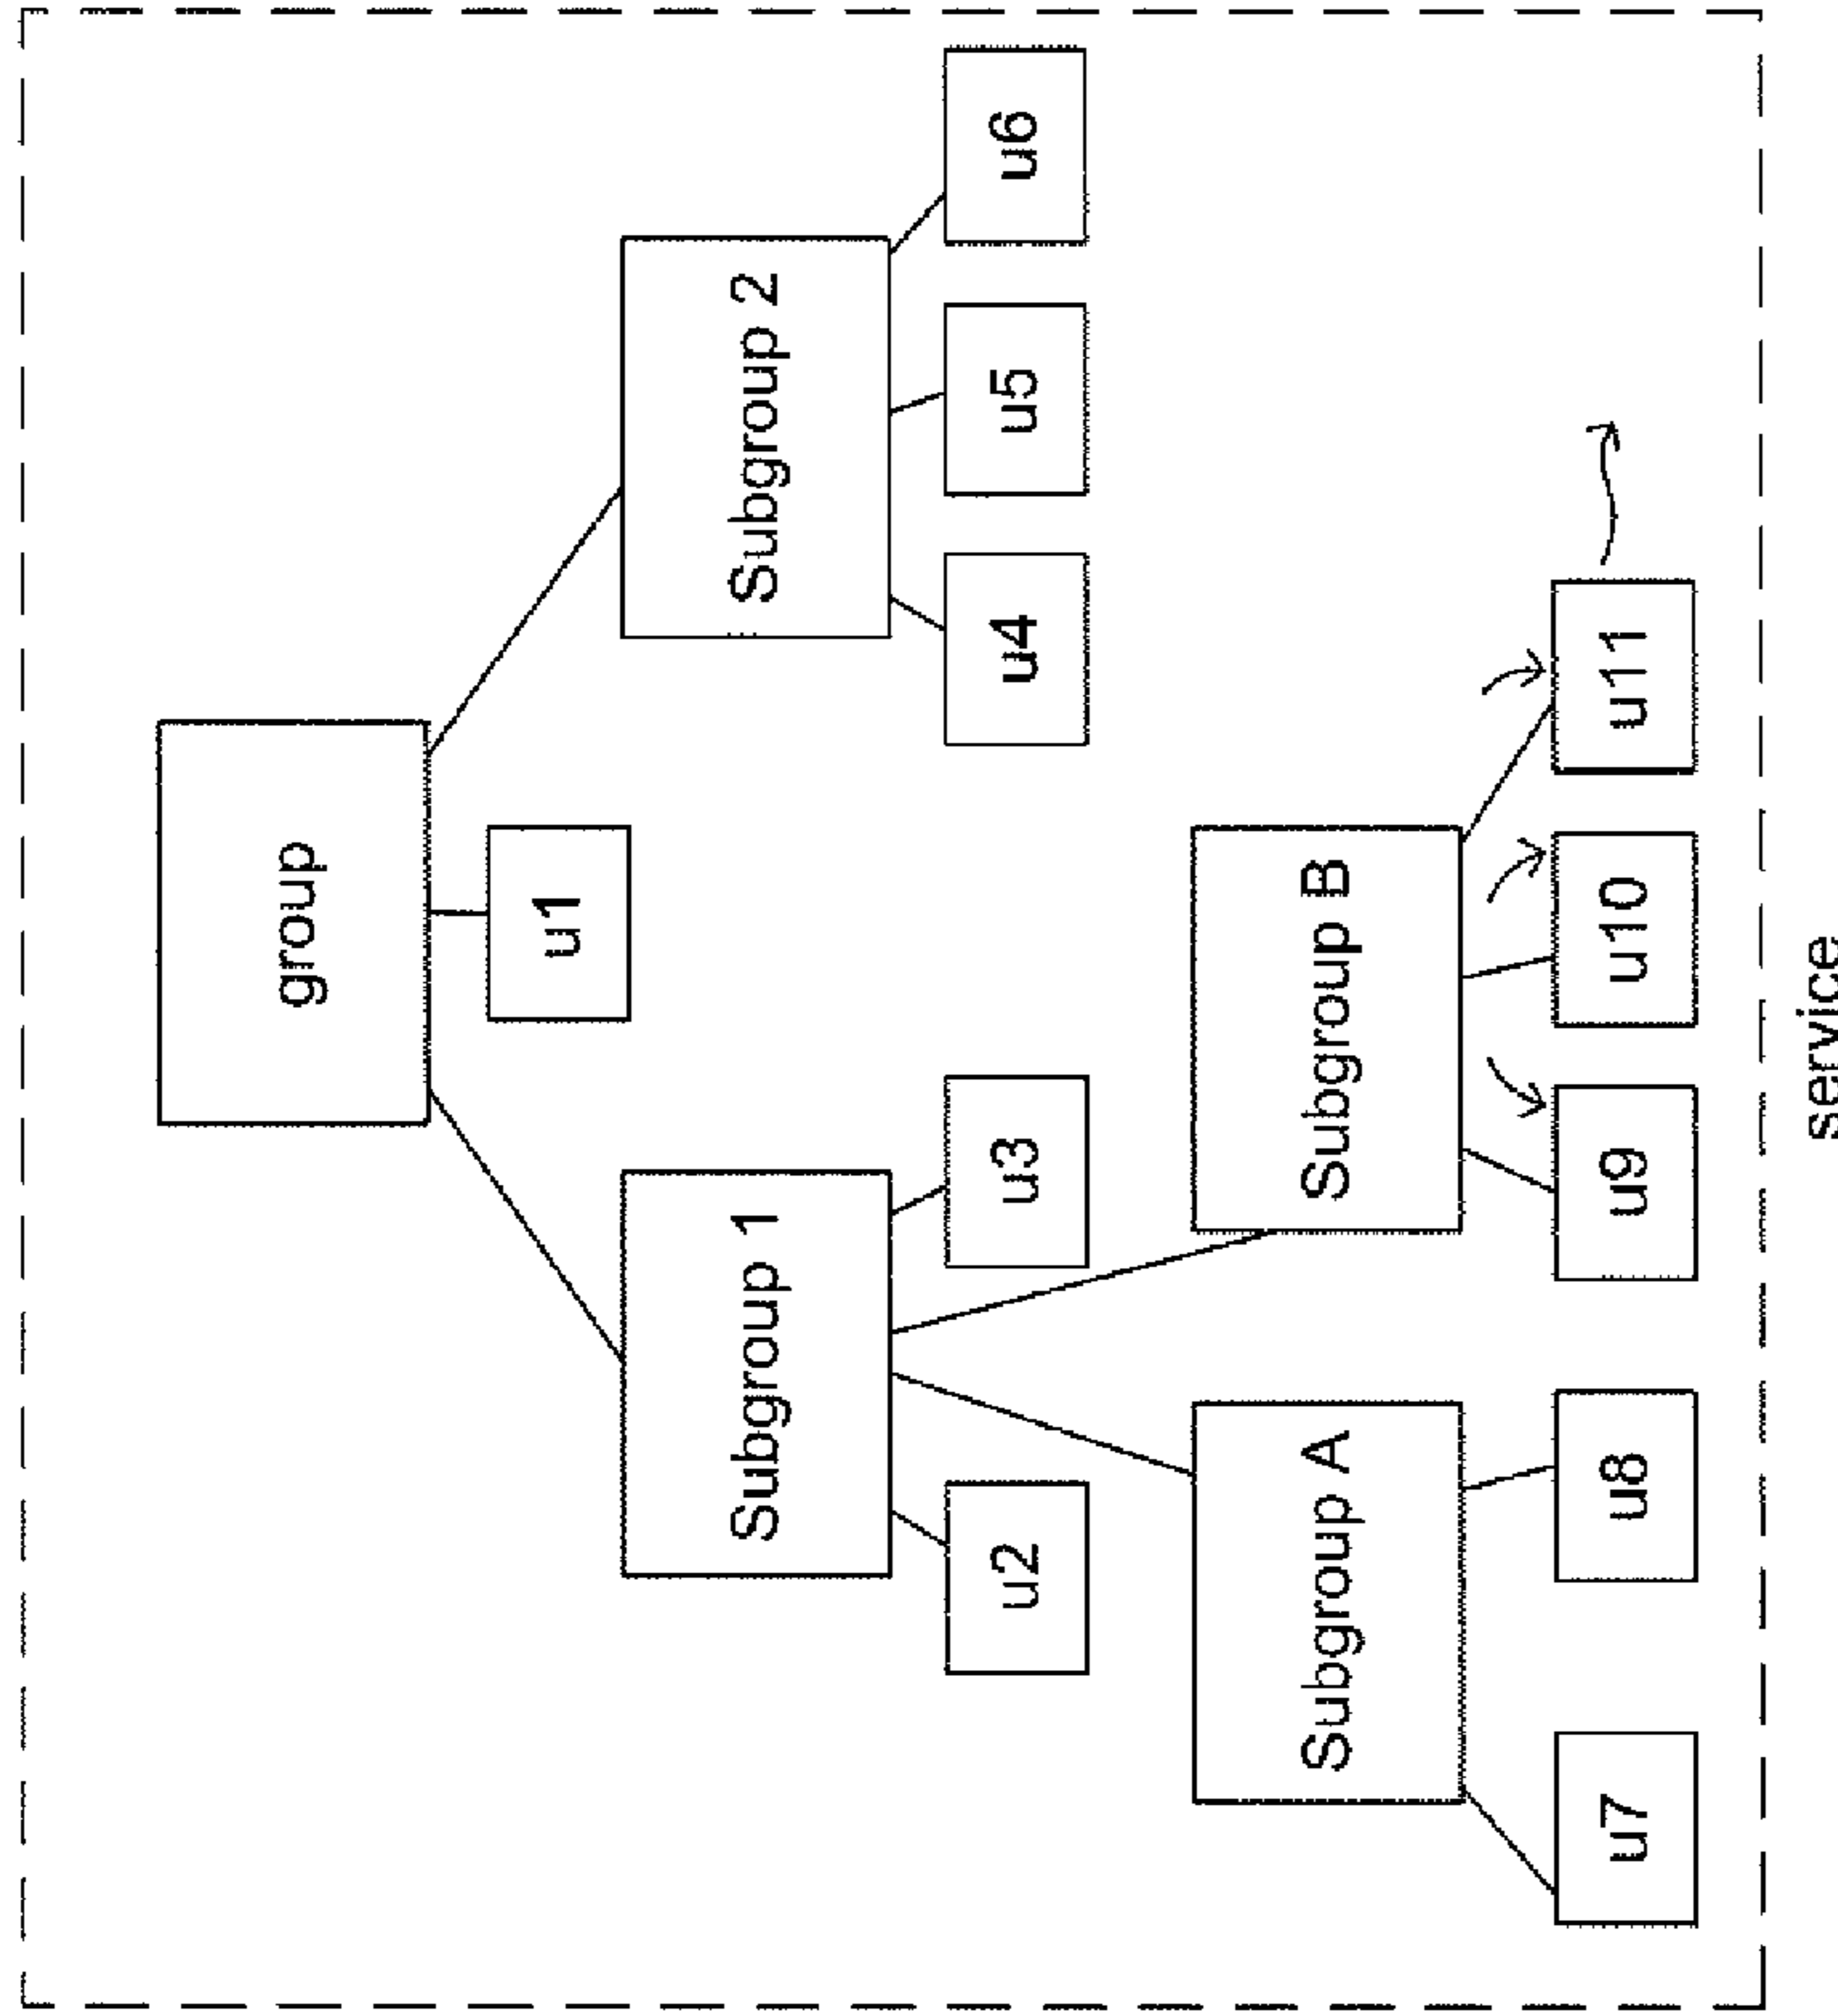 group
u1
Subgroup 1
Subgroup 2
u2
u3
u4
u5
u6
Subgroup A
Subgroup B
u7
u8
u9
u10
u11
service